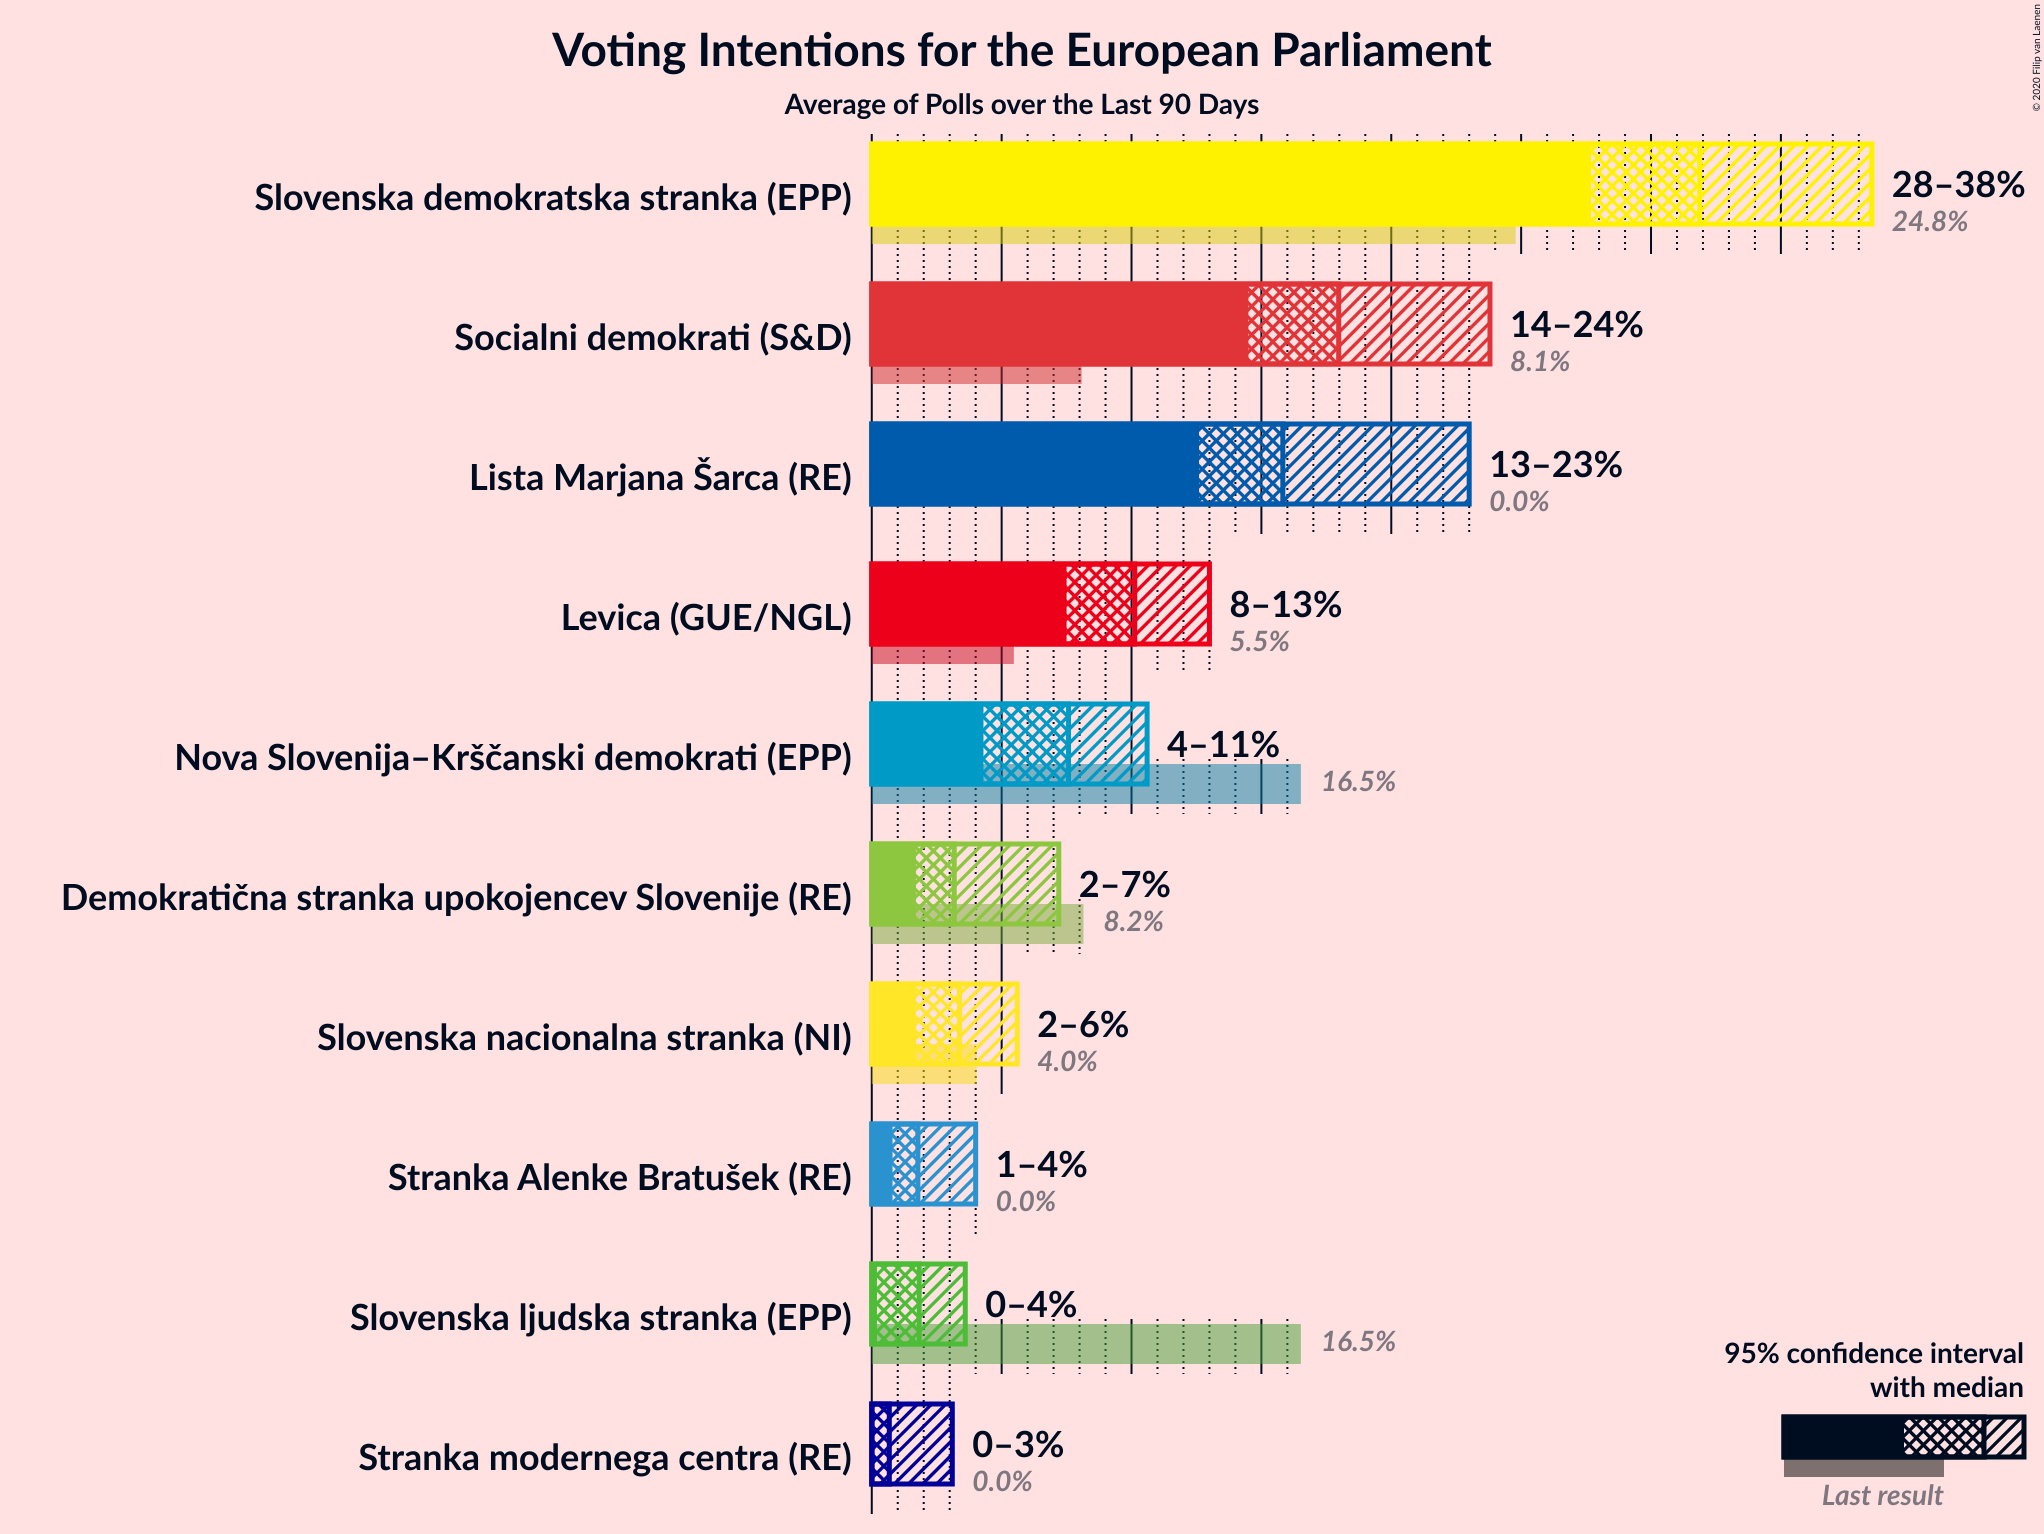 Voting Intentions for the European Parliament
Average of Polls over the Last 90 Days
© 2020 Filip van Laenen
Slovenska demokratska stranka (EPP)
28–38%
24.8%
Socialni demokrati (S&D)
14–24%
8.1%
Lista Marjana Šarca (RE)
13–23%
0.0%
Levica (GUE/NGL)
8–13%
5.5%
Nova Slovenija–Krščanski demokrati (EPP)
4–11%
16.5%
Demokratična stranka upokojencev Slovenije (RE)
2–7%
8.2%
Slovenska nacionalna stranka (NI)
2–6%
4.0%
Stranka Alenke Bratušek (RE)
1–4%
0.0%
Slovenska ljudska stranka (EPP)
0–4%
16.5%
Stranka modernega centra (RE)
0–3%
0.0%
95% confidence interval
with median
Last result